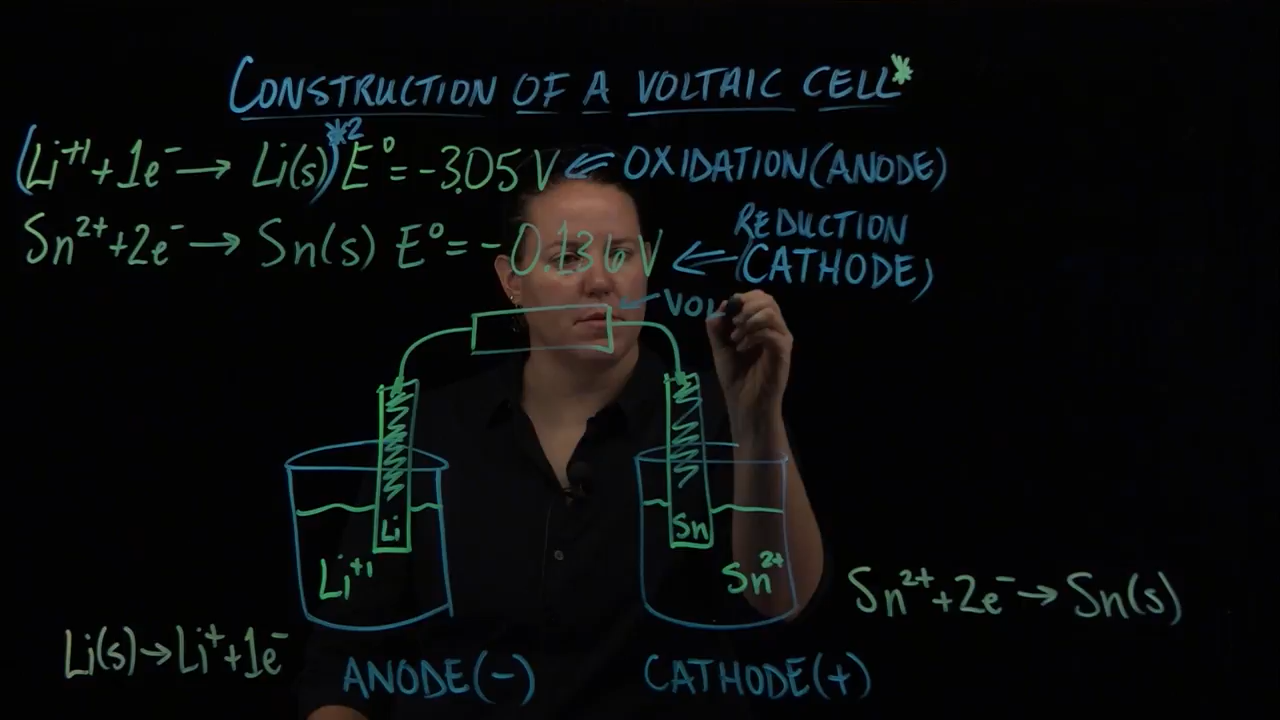 CONSTRUCTION OF A VOLTAIC CELL*
(Li⁺¹ + 1e⁻ → Li(s))*2 E° = -3.05 V ⇐ OXIDATION (ANODE)
Sn²⁺ + 2e⁻ → Sn(s) E° = -0.136 V ⇐ REDUCTION (CATHODE)
← VOL
Li Sn
Li⁺¹ Sn²⁺
Sn²⁺ + 2e⁻ → Sn(s)
Li(s) → Li⁺ + 1e⁻
ANODE (-) CATHODE (+)